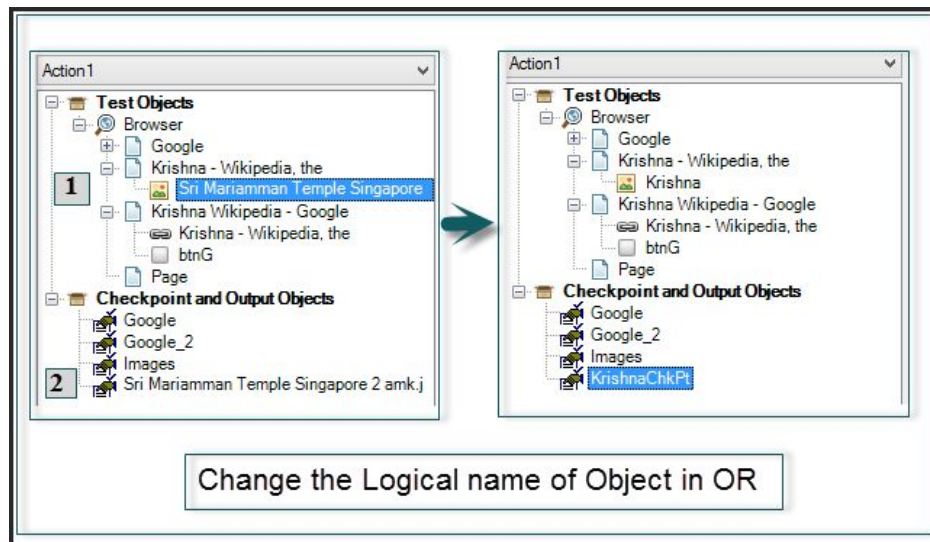 Action1
Test Objects
Browser
Google
Krishna - Wikipedia, the
1
Sri Mariamman Temple Singapore
Krishna Wikipedia - Google
Krishna - Wikipedia, the
btnG
Page
Checkpoint and Output Objects
Google
Google_2
Images
2
Sri Mariamman Temple Singapore 2 amk.j
Action1
Test Objects
Browser
Google
Krishna - Wikipedia, the
Krishna
Krishna Wikipedia - Google
Krishna - Wikipedia, the
btnG
Page
Checkpoint and Output Objects
Google
Google_2
Images
KrishnaChkPt
Change the Logical name of Object in OR